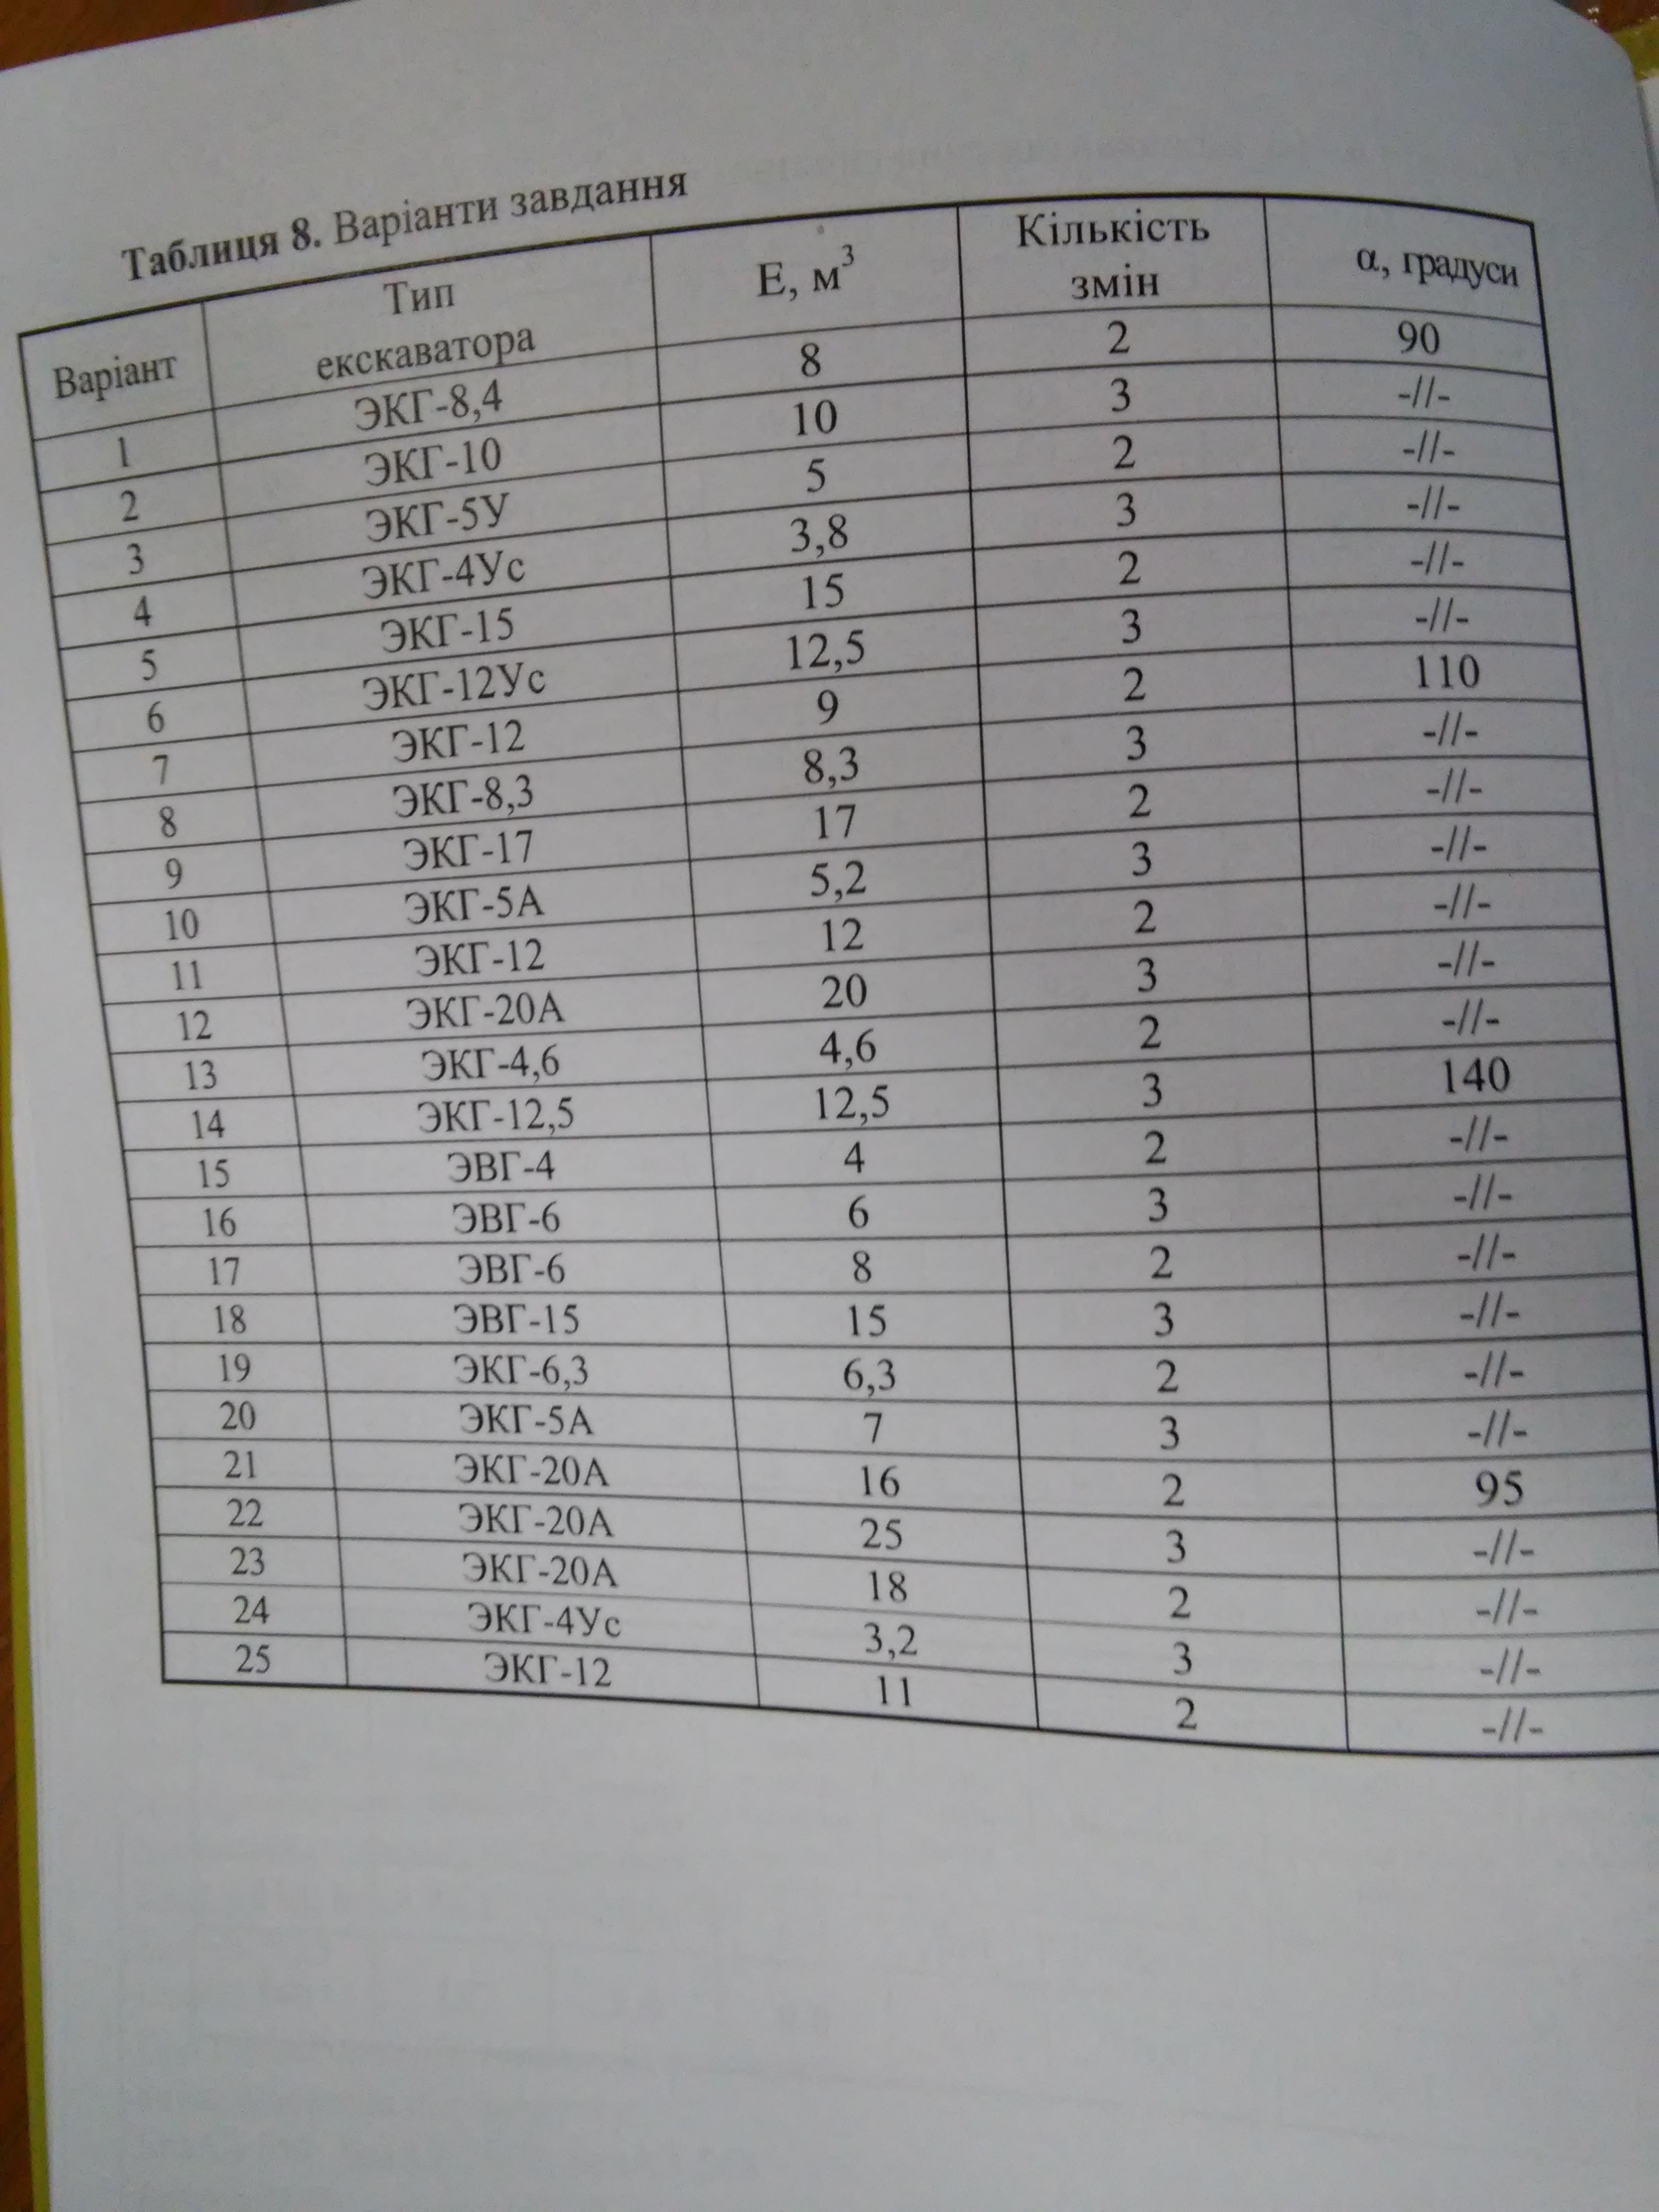 Таблиця 8. Варіанти завдання
Варіант Тип екскаватора E, м³ Кількість змін α, градуси
1 ЭКГ-8,4 8 2 90
2 ЭКГ-10 10 3 -//-
3 ЭКГ-5У 5 2 -//-
4 ЭКГ-4Ус 3,8 3 -//-
5 ЭКГ-15 15 2 -//-
6 ЭКГ-12Ус 12,5 3 -//-
7 ЭКГ-12 9 2 110
8 ЭКГ-8,3 8,3 3 -//-
9 ЭКГ-17 17 2 -//-
10 ЭКГ-5А 5,2 3 -//-
11 ЭКГ-12 12 2 -//-
12 ЭКГ-20А 20 3 -//-
13 ЭКГ-4,6 4,6 2 -//-
14 ЭКГ-12,5 12,5 3 140
15 ЭВГ-4 4 2 -//-
16 ЭВГ-6 6 3 -//-
17 ЭВГ-6 8 2 -//-
18 ЭВГ-15 15 3 -//-
19 ЭКГ-6,3 6,3 2 -//-
20 ЭКГ-5А 7 3 -//-
21 ЭКГ-20А 16 2 95
22 ЭКГ-20А 25 3 -//-
23 ЭКГ-20А 18 2 -//-
24 ЭКГ-4Ус 3,2 3 -//-
25 ЭКГ-12 11 2 -//-